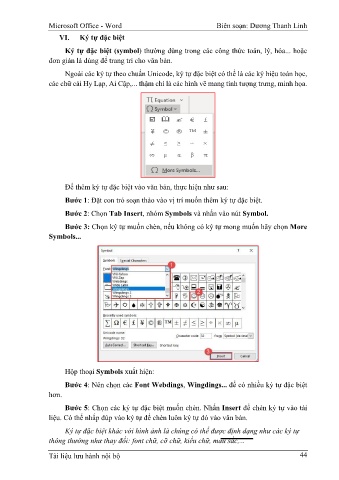 Microsoft Office - Word Biên soạn: Dương Thanh Linh
VI. Ký tự đặc biệt
Ký tự đặc biệt (symbol) thường dùng trong các công thức toán, lý, hóa... hoặc
đơn giản là dùng để trang trí cho văn bản.
Ngoài các ký tự theo chuẩn Unicode, ký tự đặc biệt có thể là các ký hiệu toán học,
các chữ cái Hy Lạp, Ai Cập,... thậm chí là các hình vẽ mang tính tượng trưng, minh họa.
π Equation
Ω Symbol
€ £
¥ © ® ™ ±
≠ ≤ ≥ ÷ ×
∞ µ α β π
Ω More Symbols...
Để thêm ký tự đặc biệt vào văn bản, thực hiện như sau:
Bước 1: Đặt con trỏ soạn thảo vào vị trí muốn thêm ký tự đặc biệt.
Bước 2: Chọn Tab Insert, nhóm Symbols và nhấn vào nút Symbol.
Bước 3: Chọn ký tự muốn chèn, nếu không có ký tự mong muốn hãy chọn More
Symbols...
Symbol
Symbols Special Characters...
Font: Wingdings
1
2
Recently used symbols:
∑ Ω € £ ¥ © ® ™ ± ≠ ≤ ≥ ÷ × ∞ µ
Unicode name:
Character code: from: Symbol (decimal)
AutoCorrect... Shortcut Key... Shortcut key:
3
Insert Cancel
Hộp thoại Symbols xuất hiện:
Bước 4: Nên chọn các Font Webdings, Wingdings... để có nhiều ký tự đặc biệt
hơn.
Bước 5: Chọn các ký tự đặc biệt muốn chèn. Nhấn Insert để chèn ký tự vào tài
liệu. Có thể nhấp đúp vào ký tự để chèn luôn ký tự đó vào văn bản.
Ký tự đặc biệt khác với hình ảnh là chúng có thể được định dạng như các ký tự
thông thường như thay đổi: font chữ, cỡ chữ, kiểu chữ, màu sắc,...
Tài liệu lưu hành nội bộ 44